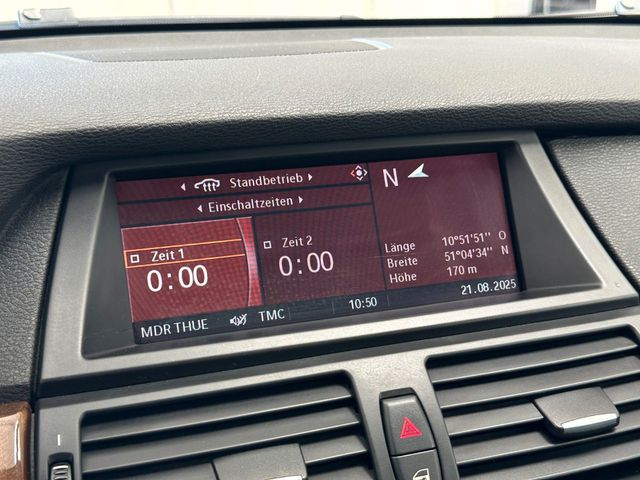 Standbetrieb
Einschaltzeiten
Zeit 1
0:00
Zeit 2
0:00
N
Länge 10°51'51" O
Breite 51°04'34" N
Höhe 170 m
MDR THUE TMC 10:50 21.08.2025